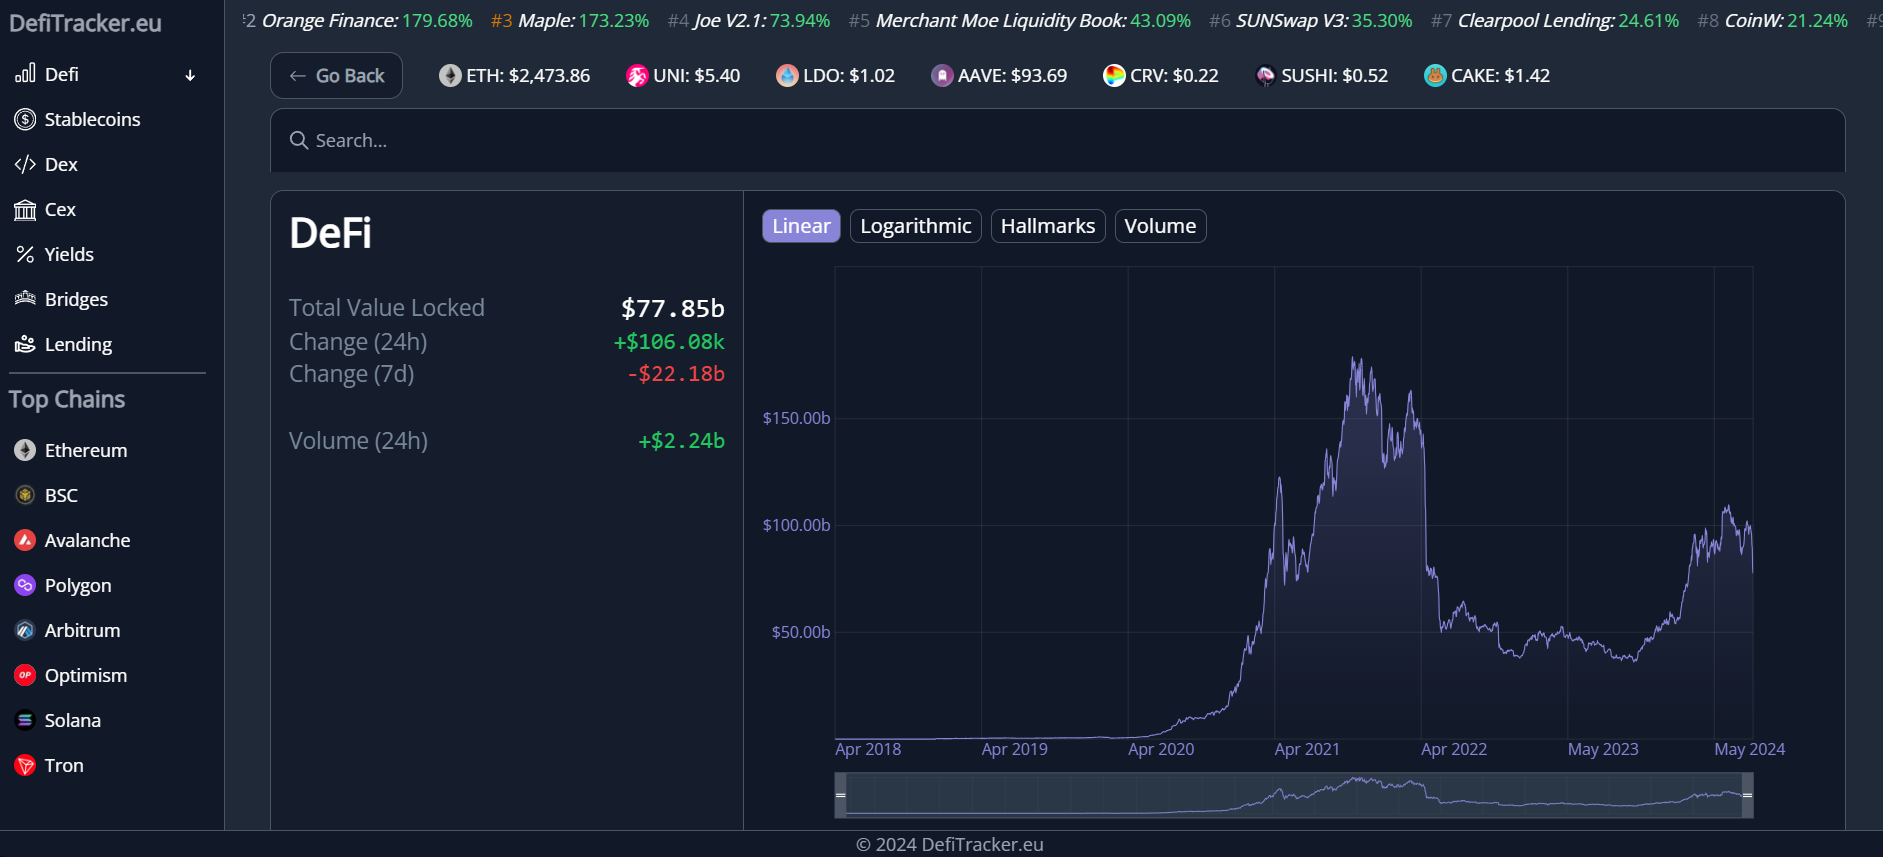 DefiTracker.eu
#2 Orange Finance: 179.68% #3 Maple: 173.23% #4 Joe V2.1: 73.94% #5 Merchant Moe Liquidity Book: 43.09% #6 SUNSwap V3: 35.30% #7 Clearpool Lending: 24.61% #8 CoinW: 21.24% #9
Defi ↓
Stablecoins
Dex
Cex
Yields
Bridges
Lending
Top Chains
Ethereum
BSC
Avalanche
Polygon
Arbitrum
OP Optimism
Solana
Tron
← Go Back ETH: $2,473.86 UNI: $5.40 LDO: $1.02 AAVE: $93.69 CRV: $0.22 SUSHI: $0.52 CAKE: $1.42
Search...
DeFi
Total Value Locked $77.85b
Change (24h) +$106.08k
Change (7d) -$22.18b
Volume (24h) +$2.24b
Linear Logarithmic Hallmarks Volume
$150.00b
$100.00b
$50.00b
Apr 2018 Apr 2019 Apr 2020 Apr 2021 Apr 2022 May 2023 May 2024
© 2024 DefiTracker.eu